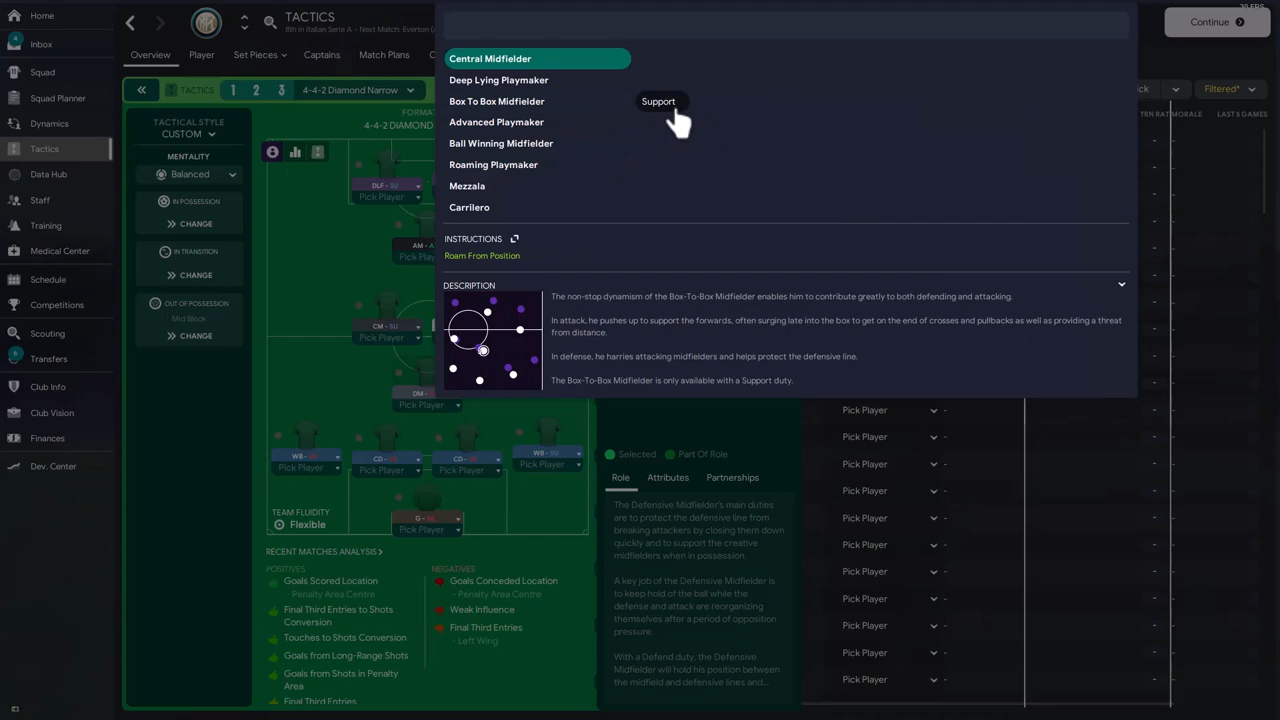 Home
Inbox
4
Squad
Squad Planner
Dynamics
Tactics
Data Hub
Staff
Training
Medical Center
Schedule
Competitions
Scouting
Transfers
6
Club Info
Club Vision
Finances
Dev. Center
TACTICS
Overview
Player
Set Pieces
Captains
Match Plans
TACTICS
1 2 3
4-4-2 Diamond Narrow
TACTICAL STYLE
CUSTOM
MENTALITY
Balanced
IN POSSESSION
CHANGE
IN TRANSITION
CHANGE
OUT OF POSSESSION
Mid Block
CHANGE
4-4-2 DIAMOND
DLF - SU
Pick Player
AM - A
Pick Playe
CM - SU
Pick Player
DM -
Pick Player
WB -
Pick Player
CD -
Pick Player
CD -
Pick Player
WB - SU
Pick Player
G -
Pick Player
TEAM FLUIDITY
Flexible
RECENT MATCHES ANALYSIS
POSITIVES
Goals Scored Location
- Penalty Area Centre
Final Third Entries to Shots
Conversion
Touches to Shots Conversion
Goals from Long-Range Shots
Goals from Shots in Penalty
Area
Final Third Entries
NEGATIVES
Goals Conceded Location
- Penalty Area Centre
Weak Influence
Final Third Entries
- Left Wing
Central Midfielder
Deep Lying Playmaker
Box To Box Midfielder
Support
Advanced Playmaker
Ball Winning Midfielder
Roaming Playmaker
Mezzala
Carrilero
INSTRUCTIONS
Roam From Position
DESCRIPTION
The non-stop dynamism of the Box-To-Box Midfielder enables him to contribute greatly to both defending and attacking.
In attack, he pushes up to support the forwards, often surging late into the box to get on the end of crosses and pullbacks as well as providing a threat
from distance.
In defense, he harries attacking midfielders and helps protect the defensive line.
The Box-To-Box Midfielder is only available with a Support duty.
Selected
Part Of Role
Role
Attributes
Partnerships
The Defensive Midfielder's main duties
are to protect the defensive line from
breaking attackers by closing them down
quickly and to support the creative
midfielders when in possession.
A key job of the Defensive Midfielder is
to keep hold of the ball while the
defense and attack are reorganizing
themselves after a period of opposition
pressure.
With a Defend duty, the Defensive
Midfielder will hold his position between
the midfield and defensive lines and...
Continue
Filtered*
MORALE
LAST 5 GAMES
Pick Player -
Pick Player -
Pick Player -
Pick Player -
Pick Player -
Pick Player -
Pick Player -
Pick Player -
Pick Player -
Pick Player -
Pick Player -